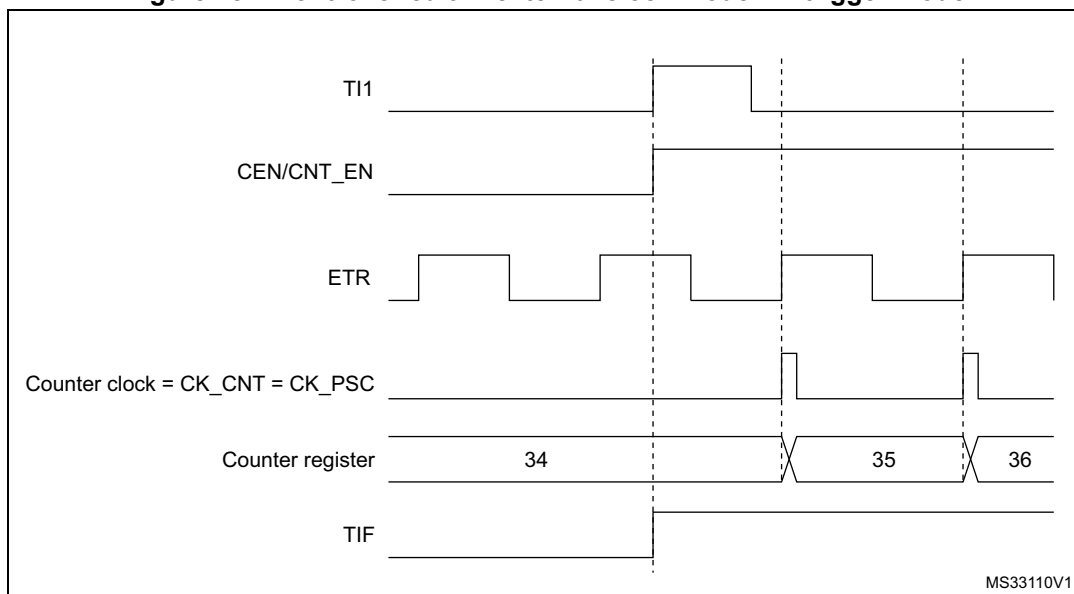 TI1
CEN/CNT_EN
ETR
Counter clock = CK_CNT = CK_PSC
Counter register 34 35 36
TIF
MS33110V1